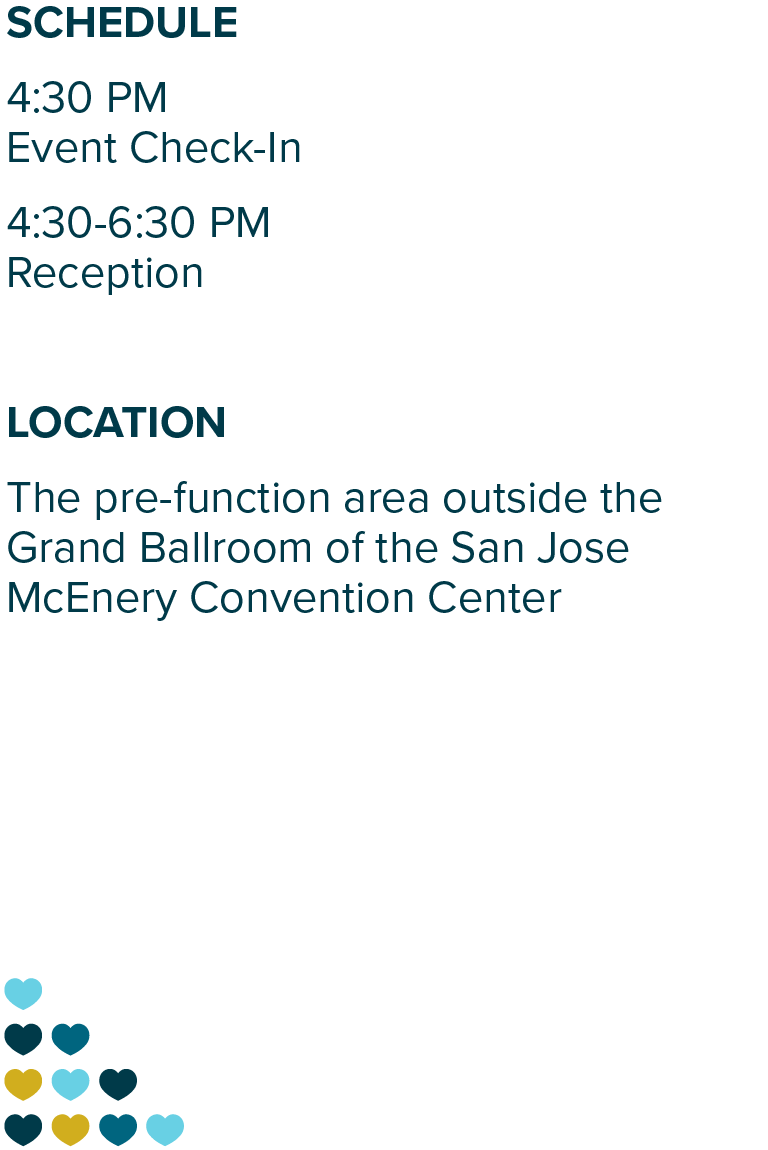 SCHEDULE
4:30 PM
Event Check-In
4:30-6:30 PM
Reception
LOCATION
The pre-function area outside the
Grand Ballroom of the San Jose
McEnery Convention Center